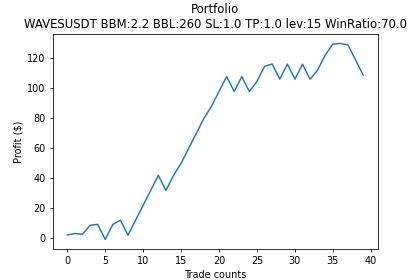 Portfolio
WAVESUSDT BBM:2.2 BBL:260 SL:1.0 TP:1.0 lev:15 WinRatio:70.0
Profit ($)
120
100
80
60
40
20
0
0 5 10 15 20 25 30 35 40
Trade counts